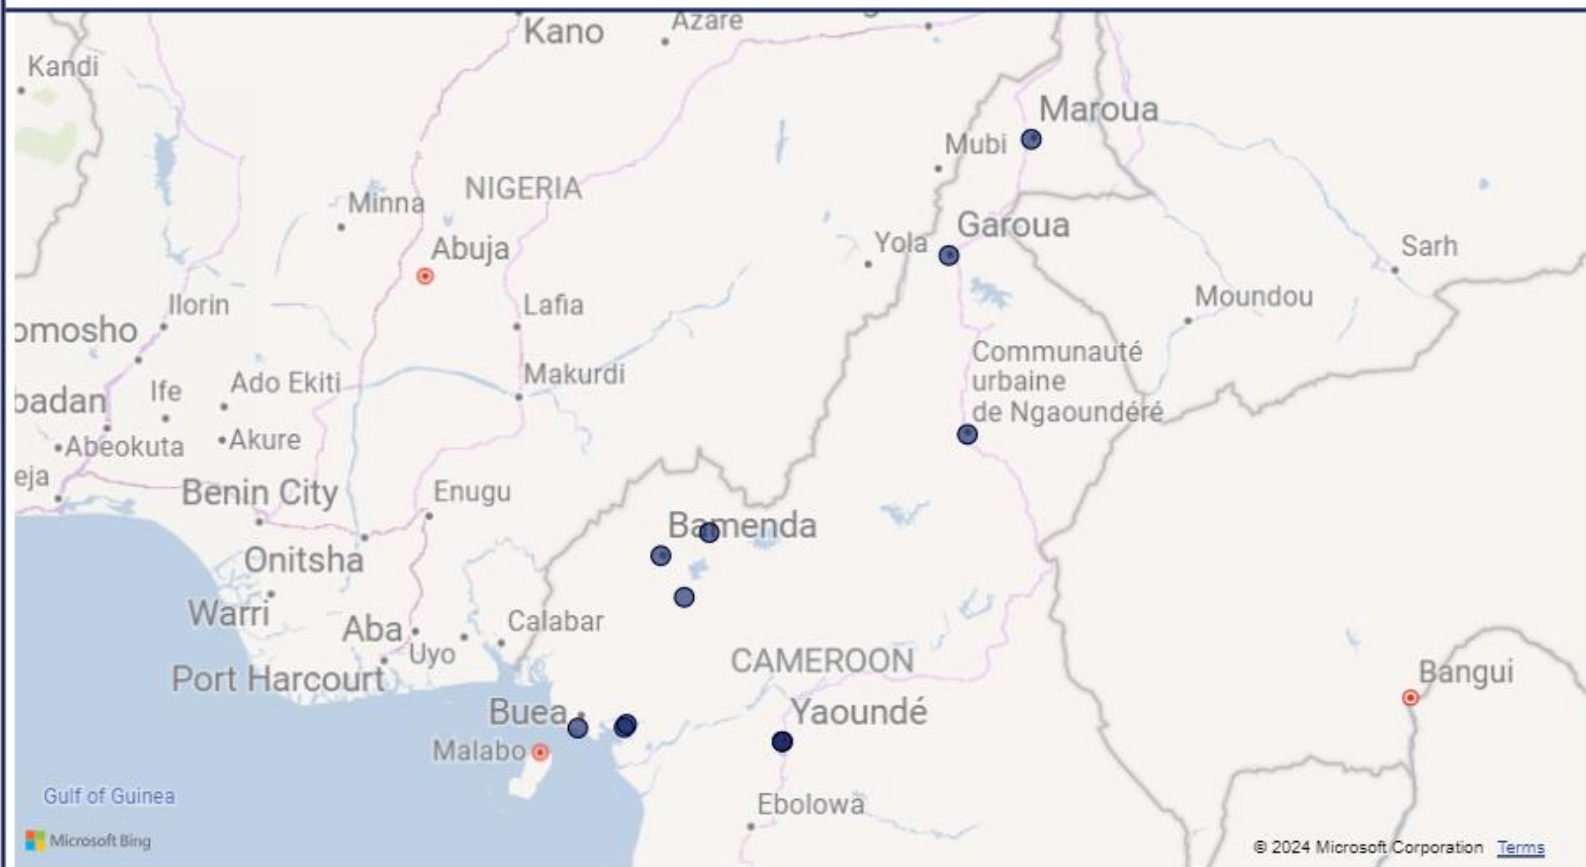 Kano
Azare
Kandi
Maroua
Mubi
NIGERIA
Minna
Garoua
Yola
Abuja
Sarh
Ilorin
Lafia
Moundou
omosho
Communauté
urbaine
de Ngaoundéré
Makurdi
Ife
Ado Ekiti
badan
Akure
Abeokuta
eja
Benin City
Enugu
Bamenda
Onitsha
Warri
Calabar
Aba
Uyo
CAMEROON
Port Harcourt
Bangui
Buea
Yaoundé
Malabo
Gulf of Guinea
Ebolowa
Microsoft Bing
© 2024 Microsoft Corporation Terms